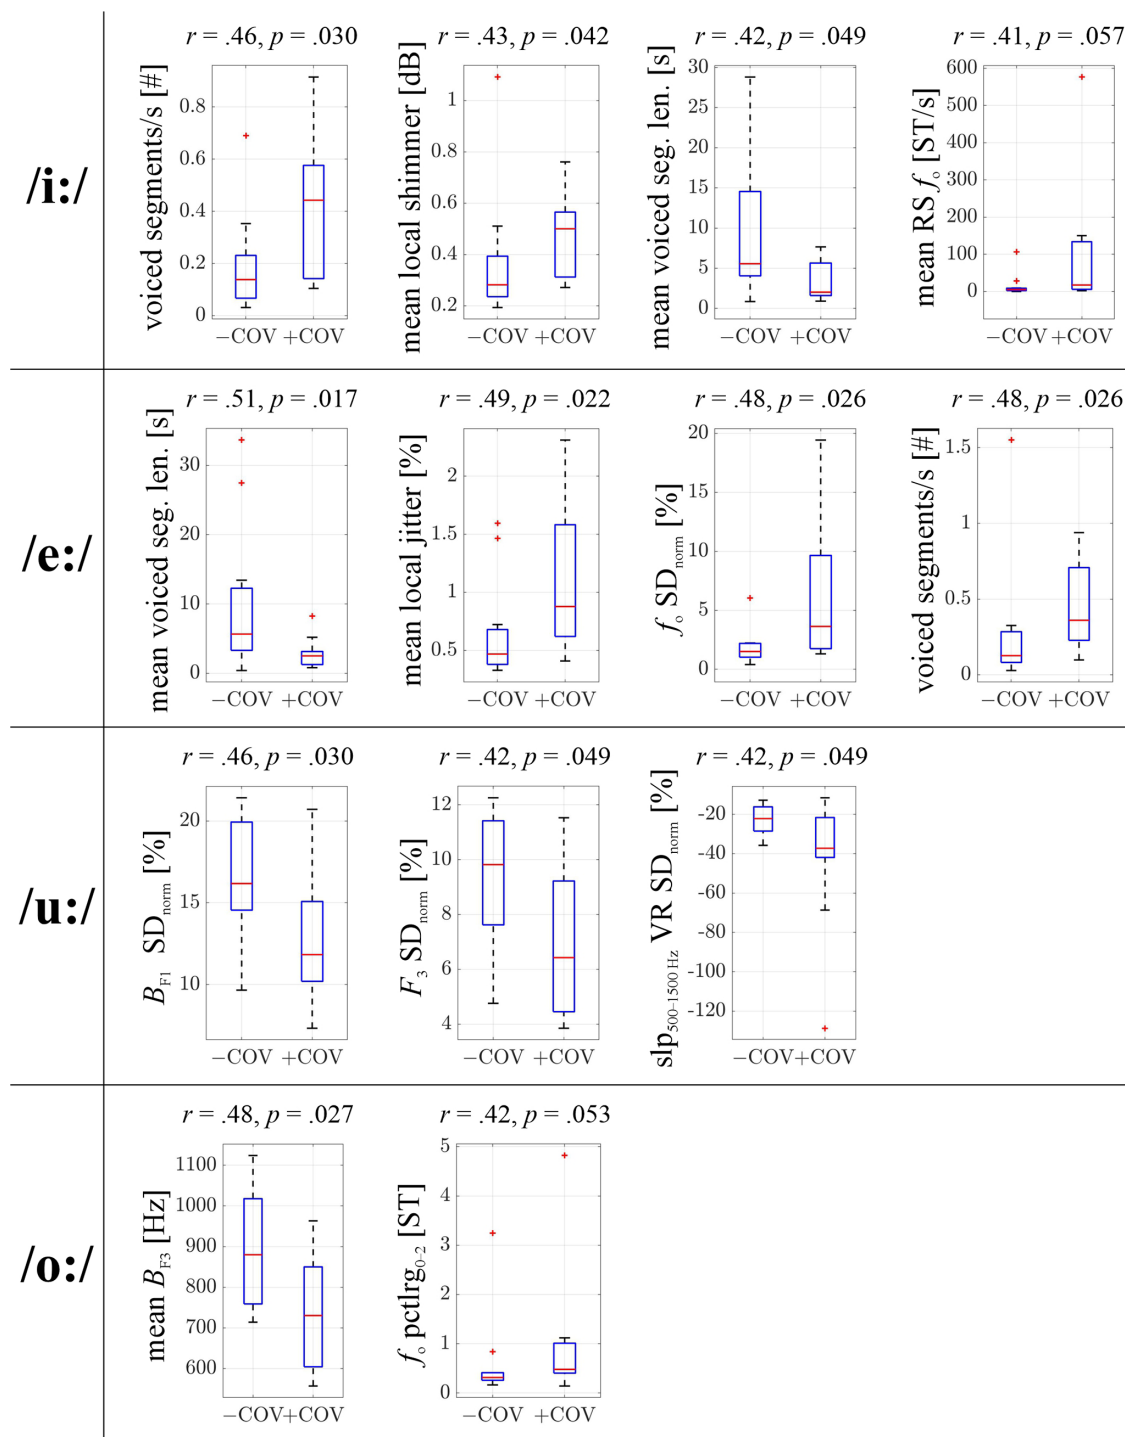 /i:/
r = .46, p = .030
voiced segments/s [#]
0.8
0.6
0.4
0.2
0
−COV +COV
r = .43, p = .042
mean local shimmer [dB]
1
0.8
0.6
0.4
0.2
−COV +COV
r = .42, p = .049
mean voiced seg. len. [s]
30
25
20
15
10
5
0
−COV +COV
r = .41, p = .057
mean RS fo [ST/s]
600
500
400
300
200
100
0
−COV +COV
/e:/
r = .51, p = .017
mean voiced seg. len. [s]
30
20
10
0
−COV +COV
r = .49, p = .022
mean local jitter [%]
2
1.5
1
0.5
−COV +COV
r = .48, p = .026
fo SDnorm [%]
20
15
10
5
0
−COV +COV
r = .48, p = .026
voiced segments/s [#]
1.5
1
0.5
0
−COV +COV
/u:/
r = .46, p = .030
BF1 SDnorm [%]
20
15
10
−COV +COV
r = .42, p = .049
F3 SDnorm [%]
12
10
8
6
4
−COV +COV
r = .42, p = .049
slp500–1500 Hz VR SDnorm [%]
-20
-40
-60
-80
-100
-120
−COV +COV
/o:/
r = .48, p = .027
mean BF3 [Hz]
1100
1000
900
800
700
600
−COV +COV
r = .42, p = .053
fo pctlrg0–2 [ST]
5
4
3
2
1
0
−COV +COV